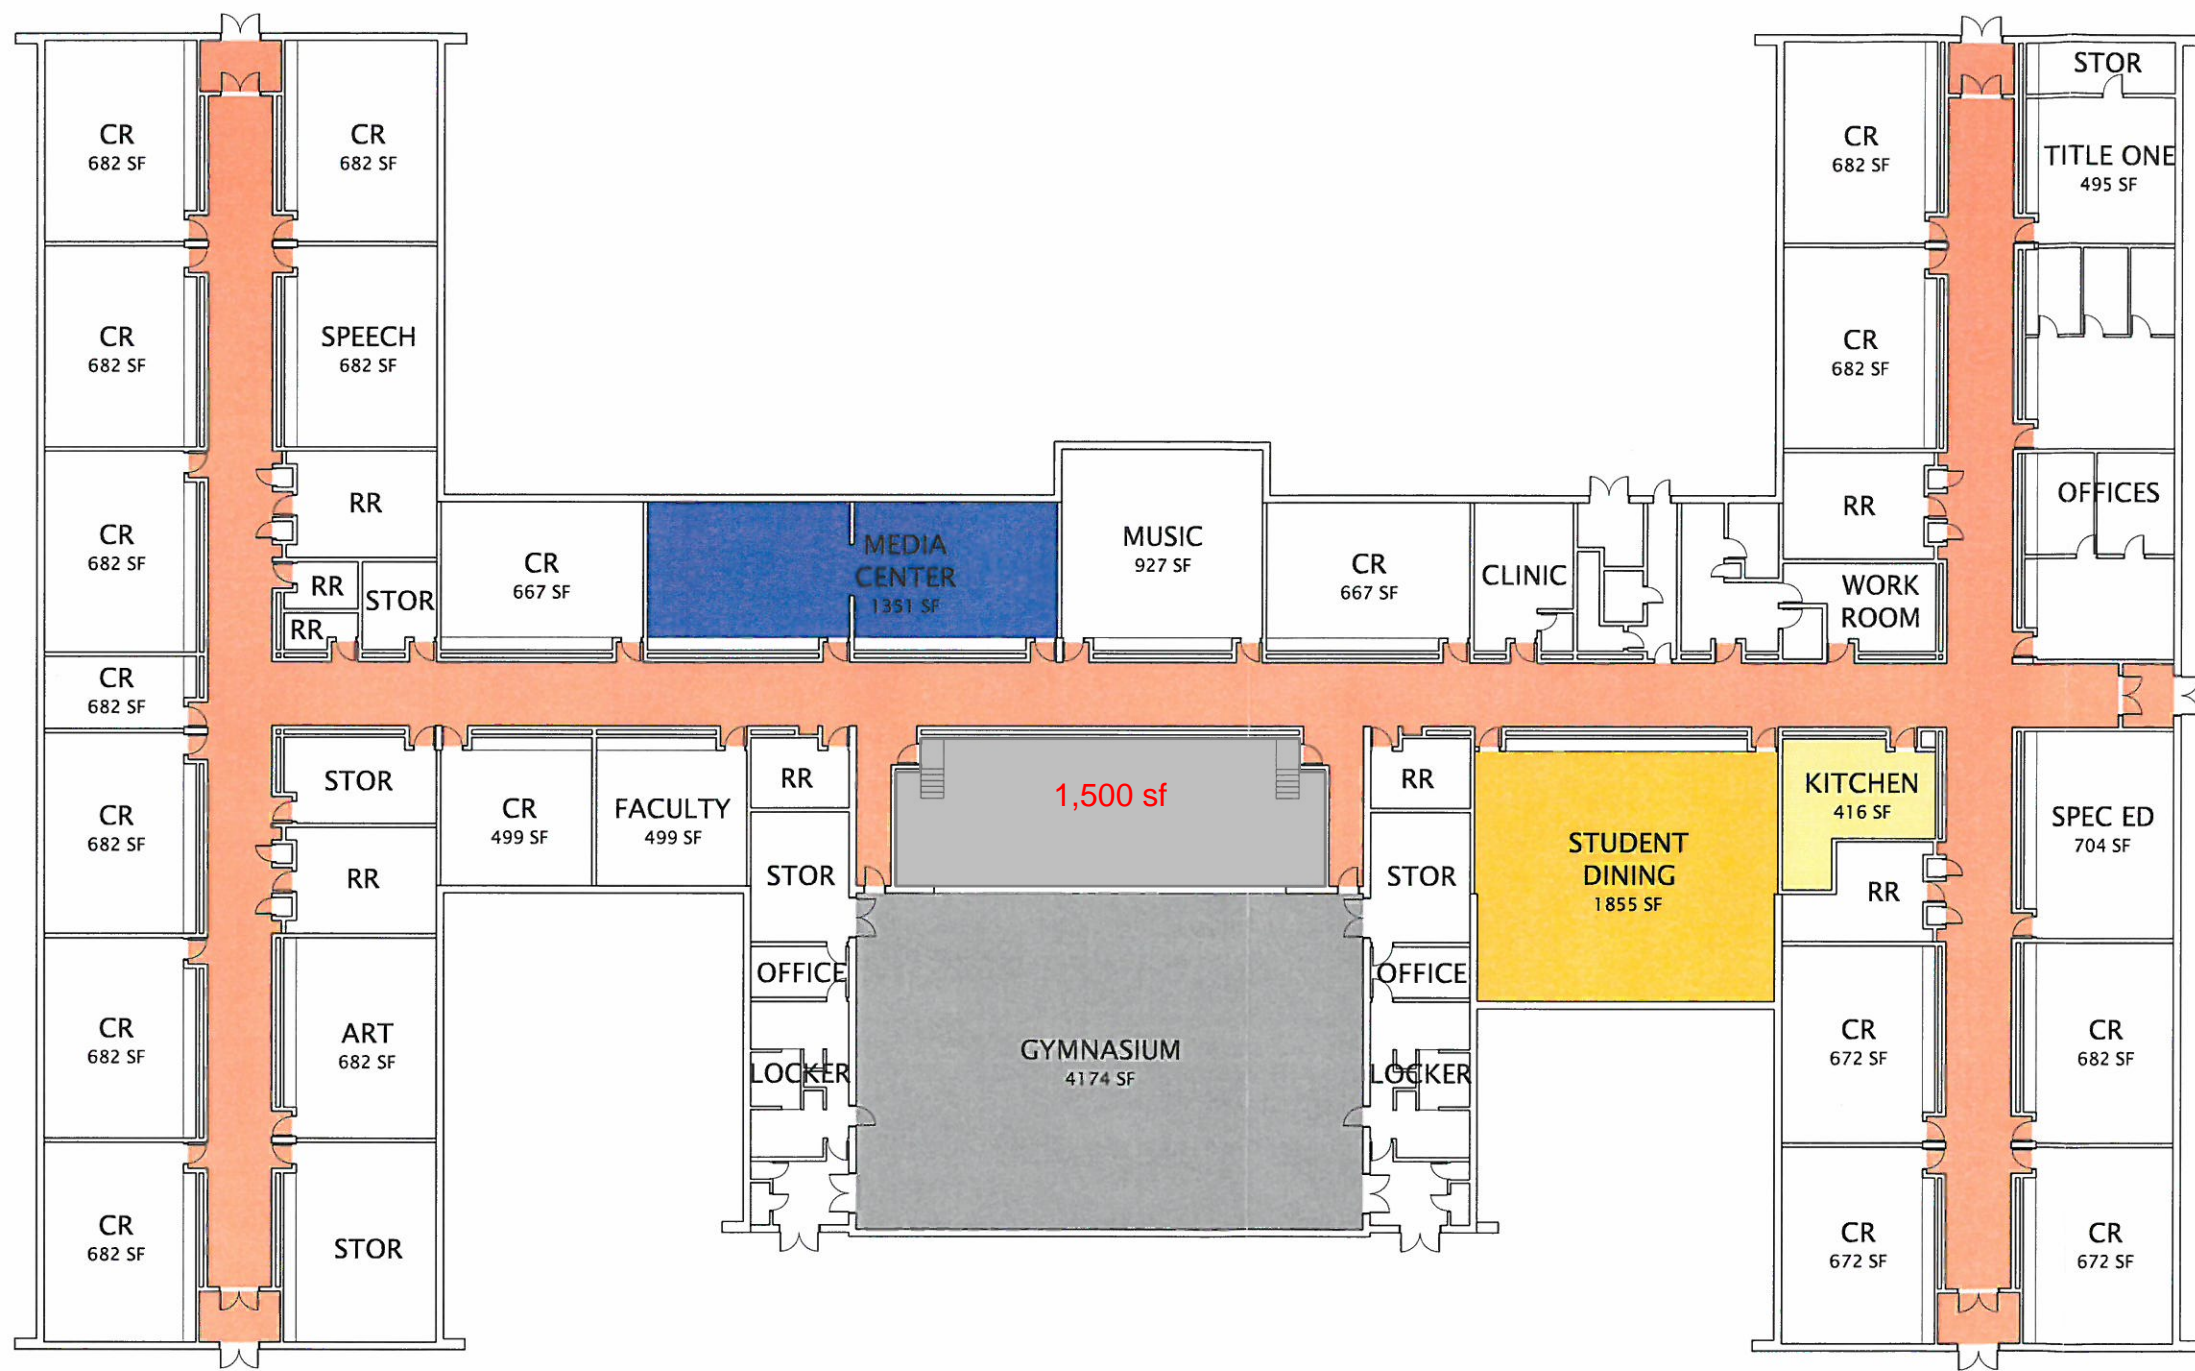 CR
682 SF
CR
682 SF
CR
682 SF
STOR
TITLE ONE
495 SF
CR
682 SF
SPEECH
682 SF
CR
682 SF
CR
682 SF
RR
RR
STOR
RR
CR
667 SF
MEDIA
CENTER
1351 SF
MUSIC
927 SF
CR
667 SF
CLINIC
RR
WORK
ROOM
OFFICES
CR
682 SF
CR
682 SF
STOR
RR
CR
499 SF
FACULTY
499 SF
RR
STOR
1,500 sf
RR
STOR
STUDENT
DINING
1855 SF
KITCHEN
416 SF
RR
SPEC ED
704 SF
CR
682 SF
ART
682 SF
OFFICE
LOCKER
GYMNASIUM
4174 SF
OFFICE
LOCKER
CR
672 SF
CR
682 SF
CR
682 SF
STOR
CR
672 SF
CR
672 SF